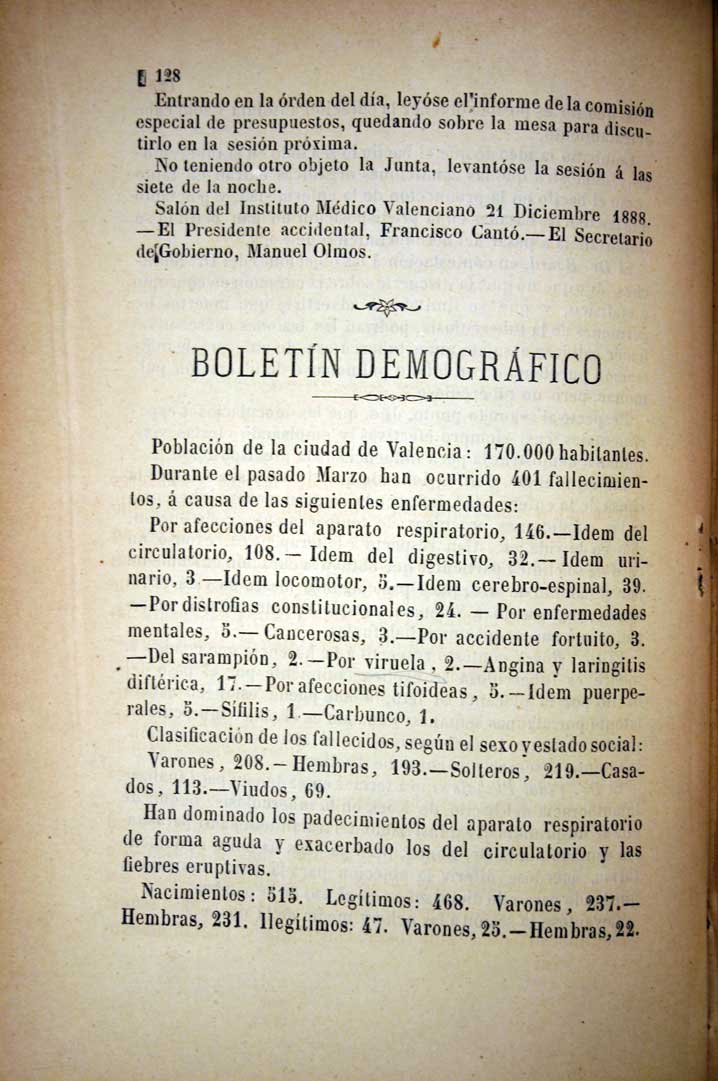 128
Entrando en la órden del día, leyóse el informe de la comisión
especial de presupuestos, quedando sobre la mesa para discu-
tirlo en la sesión próxima.
No teniendo otro objeto la Junta, levantóse la sesión á las
siete de la noche.
Salón del Instituto Médico Valenciano 21 Diciembre 1888.
—El Presidente accidental, Francisco Cantó.—El Secretario
de Gobierno, Manuel Olmos.
BOLETÍN DEMOGRÁFICO
Población de la ciudad de Valencia: 170.000 habitantes.
Durante el pasado Marzo han ocurrido 401 fallecimien-
tos, á causa de las siguientes enfermedades:
Por afecciones del aparato respiratorio, 146.—Idem del
circulatorio, 108.—Idem del digestivo, 32.—Idem uri-
nario, 3.—Idem locomotor, 5.—Idem cerebro-espinal, 39.
—Por distrofias constitucionales, 24.—Por enfermedades
mentales, 5.—Cancerosas, 3.—Por accidente fortuito, 3.
—Del sarampión, 2.—Por viruela, 2.—Angina y laringitis
diftérica, 17.—Por afecciones tifoideas, 5.—Idem puerpe-
rales, 5.—Sífilis, 1.—Carbunco, 1.
Clasificación de los fallecidos, según el sexo y estado social:
Varones, 208.—Hembras, 193.—Solteros, 219.—Casa-
dos, 113.—Viudos, 69.
Han dominado los padecimientos del aparato respiratorio
de forma aguda y exacerbado los del circulatorio y las
fiebres eruptivas.
Nacimientos: 515. Legítimos: 468. Varones, 237.—
Hembras, 231. Ilegítimos: 47. Varones, 25.—Hembras, 22.